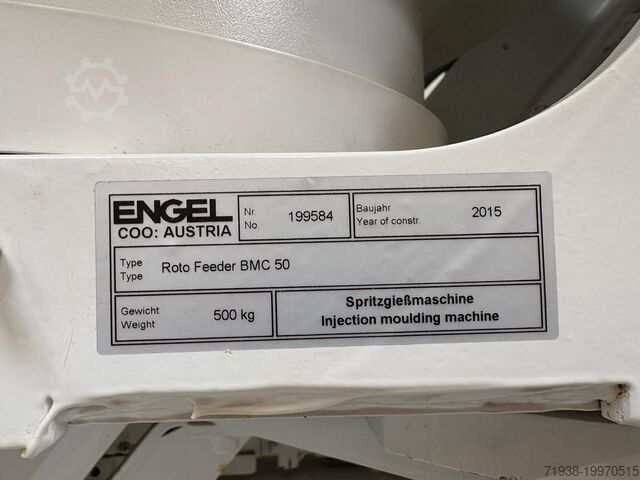 ENGEL
COO: AUSTRIA
Nr.
No.
199584
Baujahr
Year of constr.
2015
Type
Type
Roto Feeder BMC 50
Gewicht
Weight
500 kg
Spritzgießmaschine
Injection moulding machine
71938-19970515